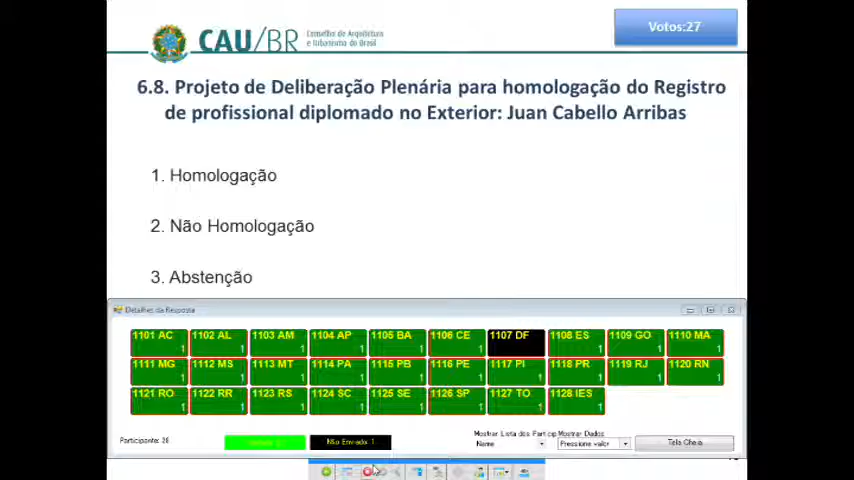 CAU/BR
Conselho de Arquitetura
e Urbanismo do Brasil
Votos:27
6.8. Projeto de Deliberação Plenária para homologação do Registro
de profissional diplomado no Exterior: Juan Cabello Arribas
1. Homologação
2. Não Homologação
3. Abstenção
Detalhes da Resposta
1101 AC 1102 AL 1103 AM 1104 AP 1105 BA 1106 CE 1107 DF 1108 ES 1109 GO 1110 MA
1 1 1 1 1 1 1 1 1
1111 MG 1112 MS 1113 MT 1114 PA 1115 PB 1116 PE 1117 PI 1118 PR 1119 RJ 1120 RN
1 1 1 1 1 1 1 1 1 1
1121 RO 1122 RR 1123 RS 1124 SC 1125 SE 1126 SP 1127 TO 1128 IES
1 1 1 1 1 1 1 1
Mostrar Lista dos Particip Mostrar Dados
Participante: 28
Não Enviada 1
Name
Pressione valor
Tela Cheia